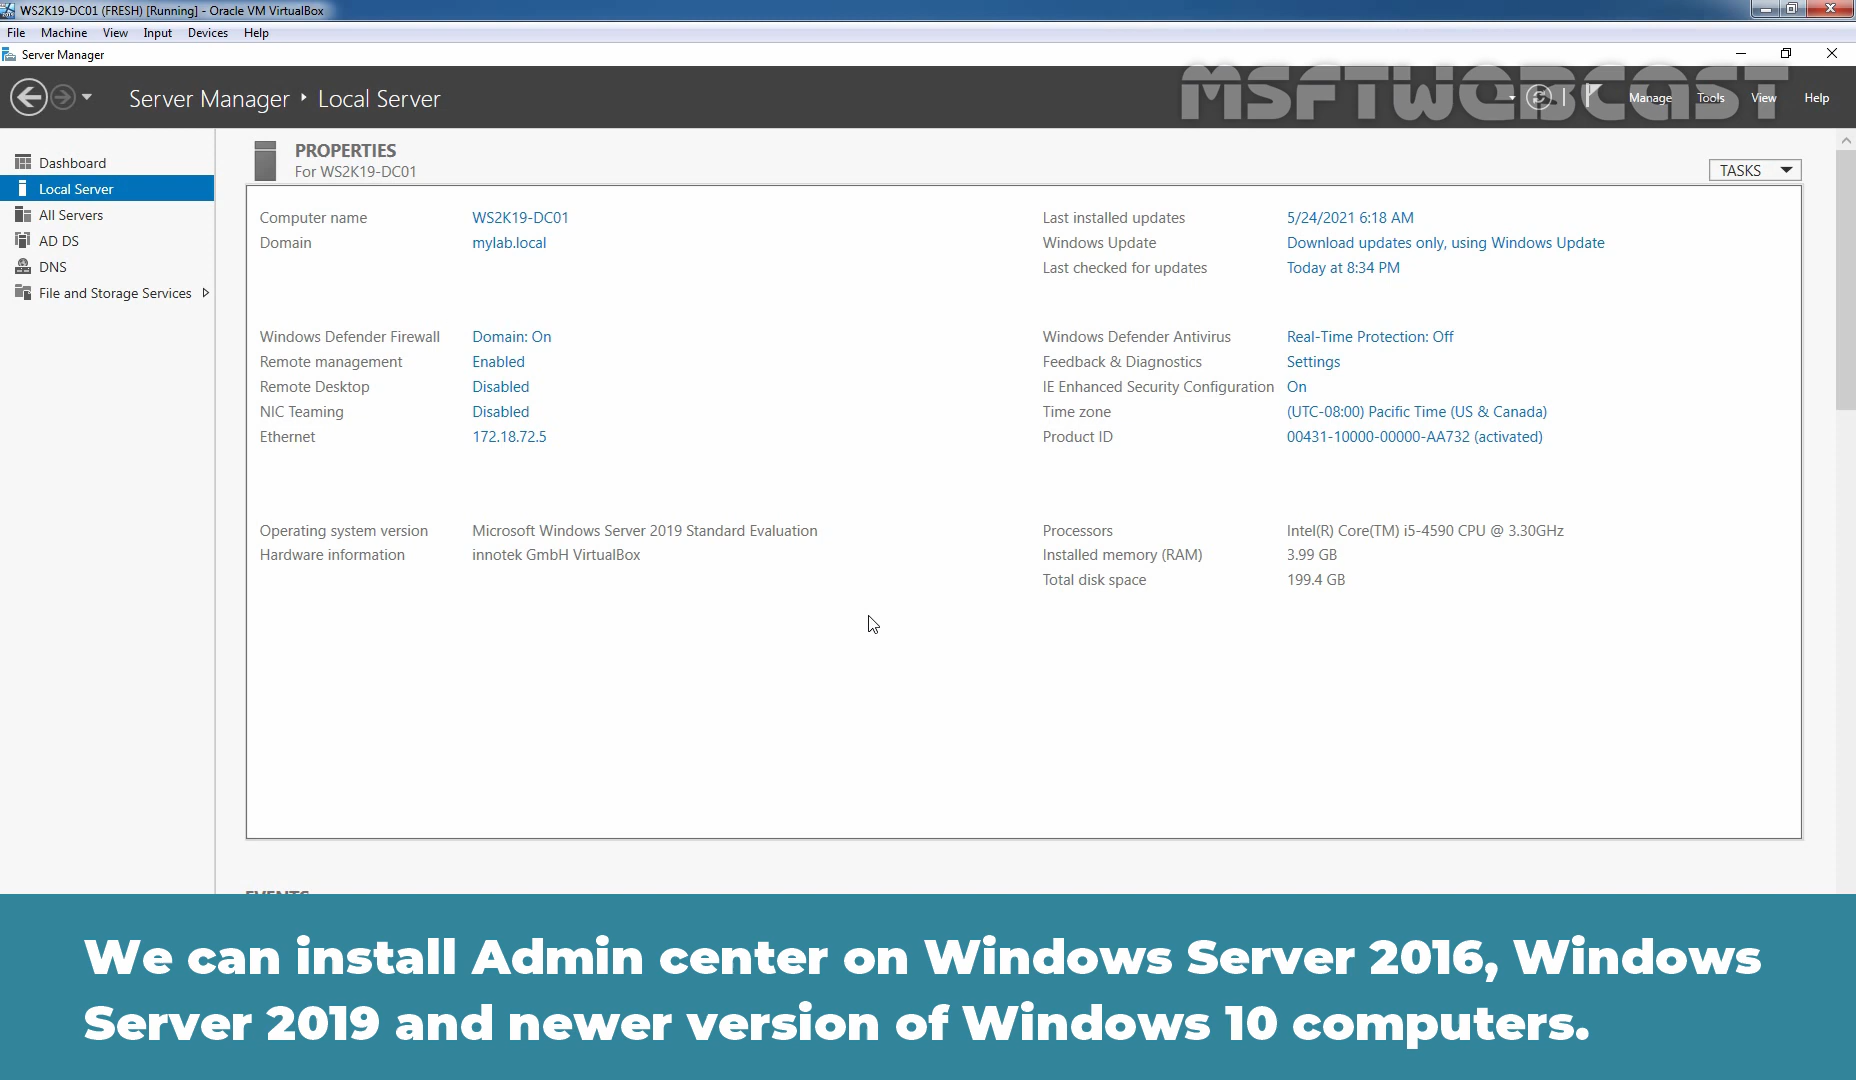 WS2K19-DC01 (FRESH) [Running] - Oracle VM VirtualBox
File Machine View Input Devices Help
Server Manager
Server Manager ‣ Local Server
MSFTWEBCAST
Manage Tools View Help
Dashboard
Local Server
All Servers
AD DS
DNS
File and Storage Services
PROPERTIES
For WS2K19-DC01
TASKS
Computer name WS2K19-DC01
Domain mylab.local
Last installed updates 5/24/2021 6:18 AM
Windows Update Download updates only, using Windows Update
Last checked for updates Today at 8:34 PM
Windows Defender Firewall Domain: On
Remote management Enabled
Remote Desktop Disabled
NIC Teaming Disabled
Ethernet 172.18.72.5
Windows Defender Antivirus Real-Time Protection: Off
Feedback & Diagnostics Settings
IE Enhanced Security Configuration On
Time zone (UTC-08:00) Pacific Time (US & Canada)
Product ID 00431-10000-00000-AA732 (activated)
Operating system version Microsoft Windows Server 2019 Standard Evaluation
Hardware information innotek GmbH VirtualBox
Processors Intel(R) Core(TM) i5-4590 CPU @ 3.30GHz
Installed memory (RAM) 3.99 GB
Total disk space 199.4 GB
EVENTS
We can install Admin center on Windows Server 2016, Windows
Server 2019 and newer version of Windows 10 computers.